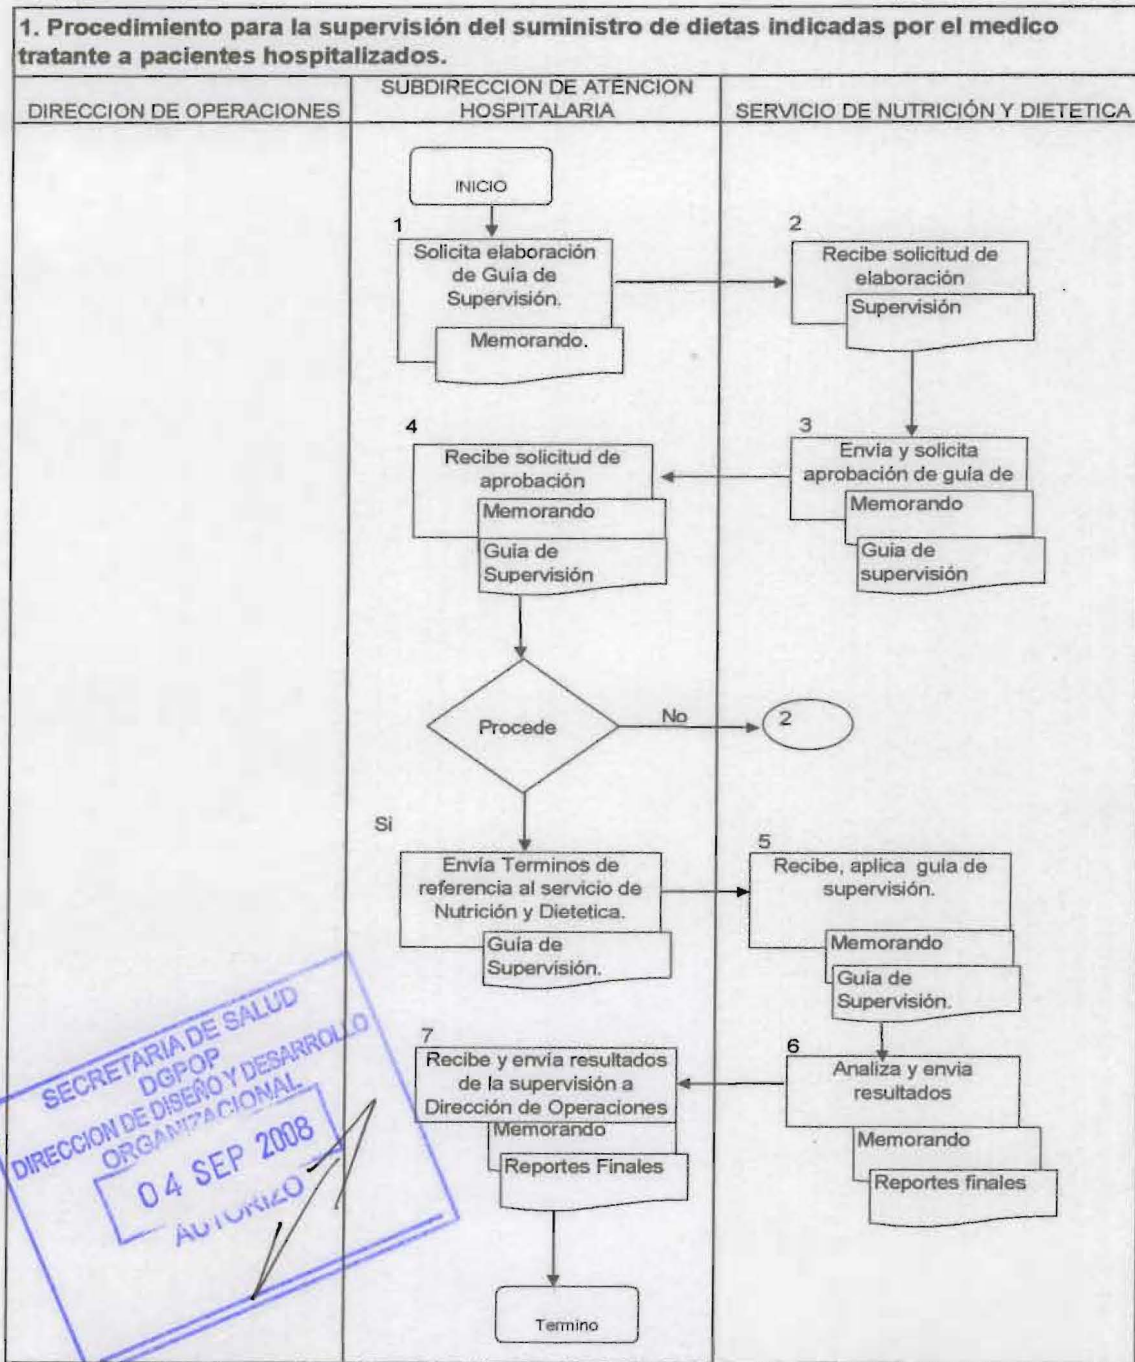 1. Procedimiento para la supervisión del suministro de dietas indicadas por el medico
tratante a pacientes hospitalizados.
DIRECCION DE OPERACIONES
SUBDIRECCION DE ATENCION
HOSPITALARIA
SERVICIO DE NUTRICIÓN Y DIETETICA
INICIO
1
Solicita elaboración
de Guía de
Supervisión.
Memorando.
2
Recibe solicitud de
elaboración
Supervisión
3
Envia y solicita
aprobación de guía de
Memorando
Guia de
supervisión
4
Recibe solicitud de
aprobación
Memorando
Guía de
Supervisión
Procede
No
2
Si
Envía Terminos de
referencia al servicio de
Nutrición y Dietetica.
Guía de
Supervisión.
5
Recibe, aplica guía de
supervisión.
Memorando
Guia de
Supervisión.
6
Analiza y envia
resultados
Memorando
Reportes finales
7
Recibe y envía resultados
de la supervisión a
Dirección de Operaciones
Memorando
Reportes Finales
Termino
SECRETARIA DE SALUD
DGPOP
DIRECCION DE DISEÑO Y DESARROLLO
ORGANIZACIONAL
04 SEP 2008
AUTORIZO